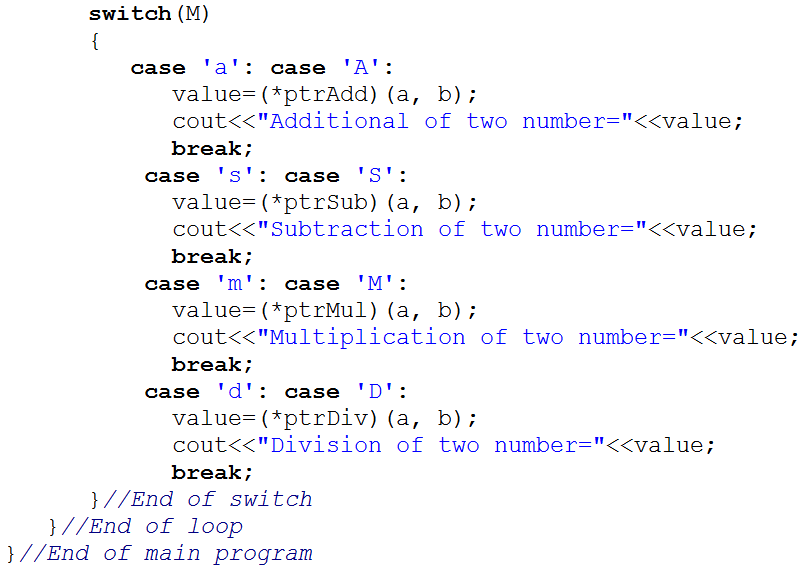 switch(M)
{
case 'a': case 'A':
value=(*ptrAdd)(a, b);
cout<<"Additional of two number="<<value;
break;
case 's': case 'S':
value=(*ptrSub)(a, b);
cout<<"Subtraction of two number="<<value;
break;
case 'm': case 'M':
value=(*ptrMul)(a, b);
cout<<"Multiplication of two number="<<value;
break;
case 'd': case 'D':
value=(*ptrDiv)(a, b);
cout<<"Division of two number="<<value;
break;
}//End of switch
}//End of loop
}//End of main program